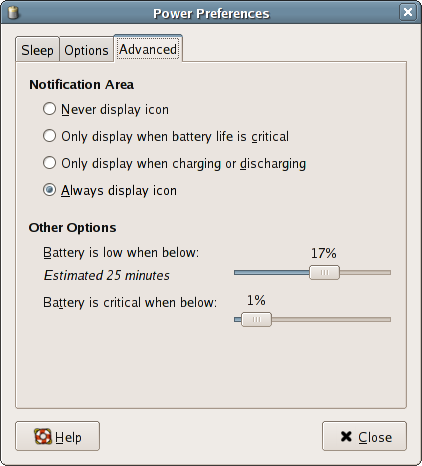 Power Preferences
Sleep Options Advanced
Notification Area
Never display icon
Only display when battery life is critical
Only display when charging or discharging
Always display icon
Other Options
Battery is low when below: 17%
Estimated 25 minutes
Battery is critical when below: 1%
Help Close